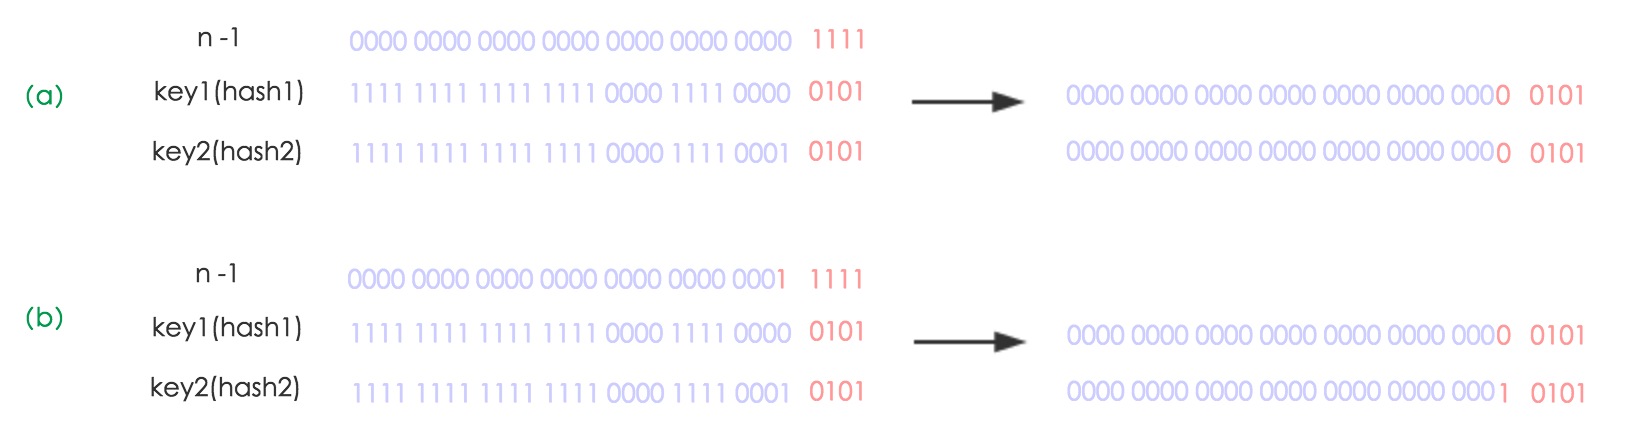 n -1 0000 0000 0000 0000 0000 0000 0000 1111
(a) key1(hash1) 1111 1111 1111 1111 0000 1111 0000 0101 0000 0000 0000 0000 0000 0000 0000 0101
key2(hash2) 1111 1111 1111 1111 0000 1111 0001 0101 0000 0000 0000 0000 0000 0000 0000 0101
n -1 0000 0000 0000 0000 0000 0000 0001 1111
(b) key1(hash1) 1111 1111 1111 1111 0000 1111 0000 0101 0000 0000 0000 0000 0000 0000 0000 0101
key2(hash2) 1111 1111 1111 1111 0000 1111 0001 0101 0000 0000 0000 0000 0000 0000 0001 0101